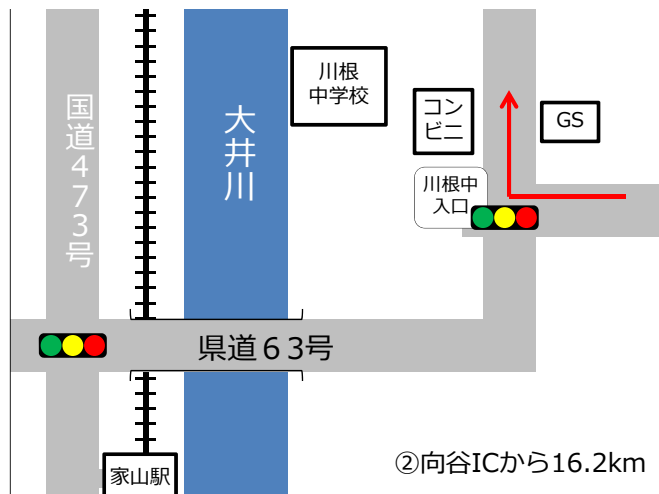 国道４７３号
大井川
川根
中学校
コン
ビニ
GS
川根中
入口
県道６３号
家山駅
②向谷ICから16.2km